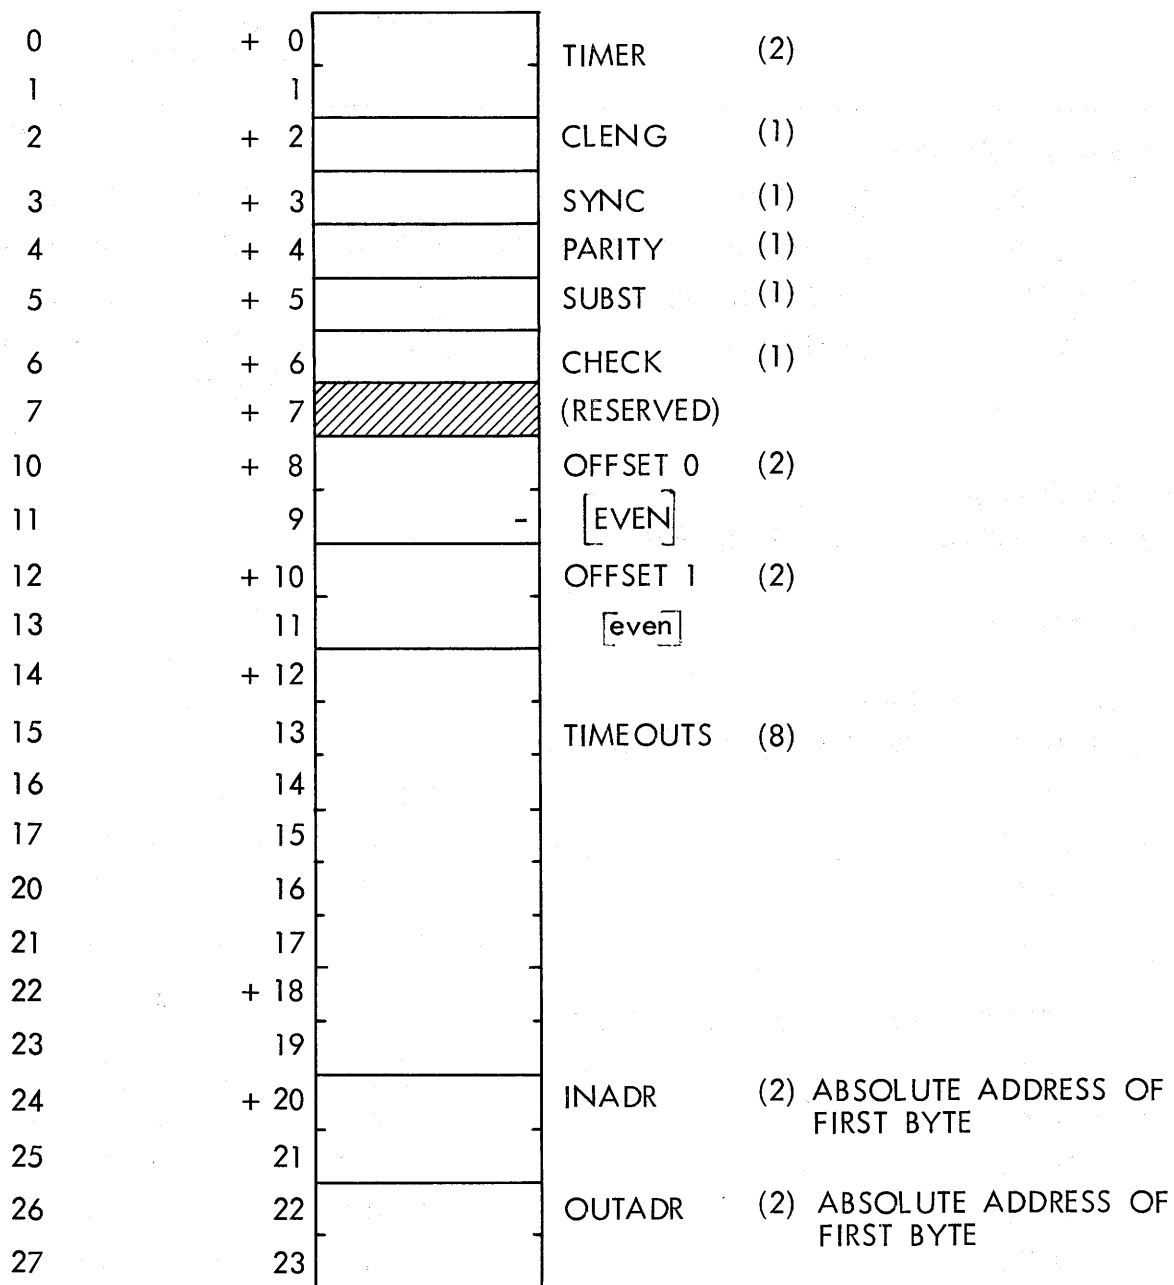 0 + 0 TIMER (2)
1 1
2 + 2 CLENG (1)
3 + 3 SYNC (1)
4 + 4 PARITY (1)
5 + 5 SUBST (1)
6 + 6 CHECK (1)
7 + 7 (RESERVED)
10 + 8 OFFSET 0 (2)
11 9 - [EVEN]
12 + 10 OFFSET 1 (2)
13 11 [even]
14 + 12
15 13 TIMEOUTS (8)
16 14
17 15
20 16
21 17
22 + 18
23 19
24 + 20 INADR (2) ABSOLUTE ADDRESS OF
FIRST BYTE
25 21
26 22 OUTADR (2) ABSOLUTE ADDRESS OF
FIRST BYTE
27 23